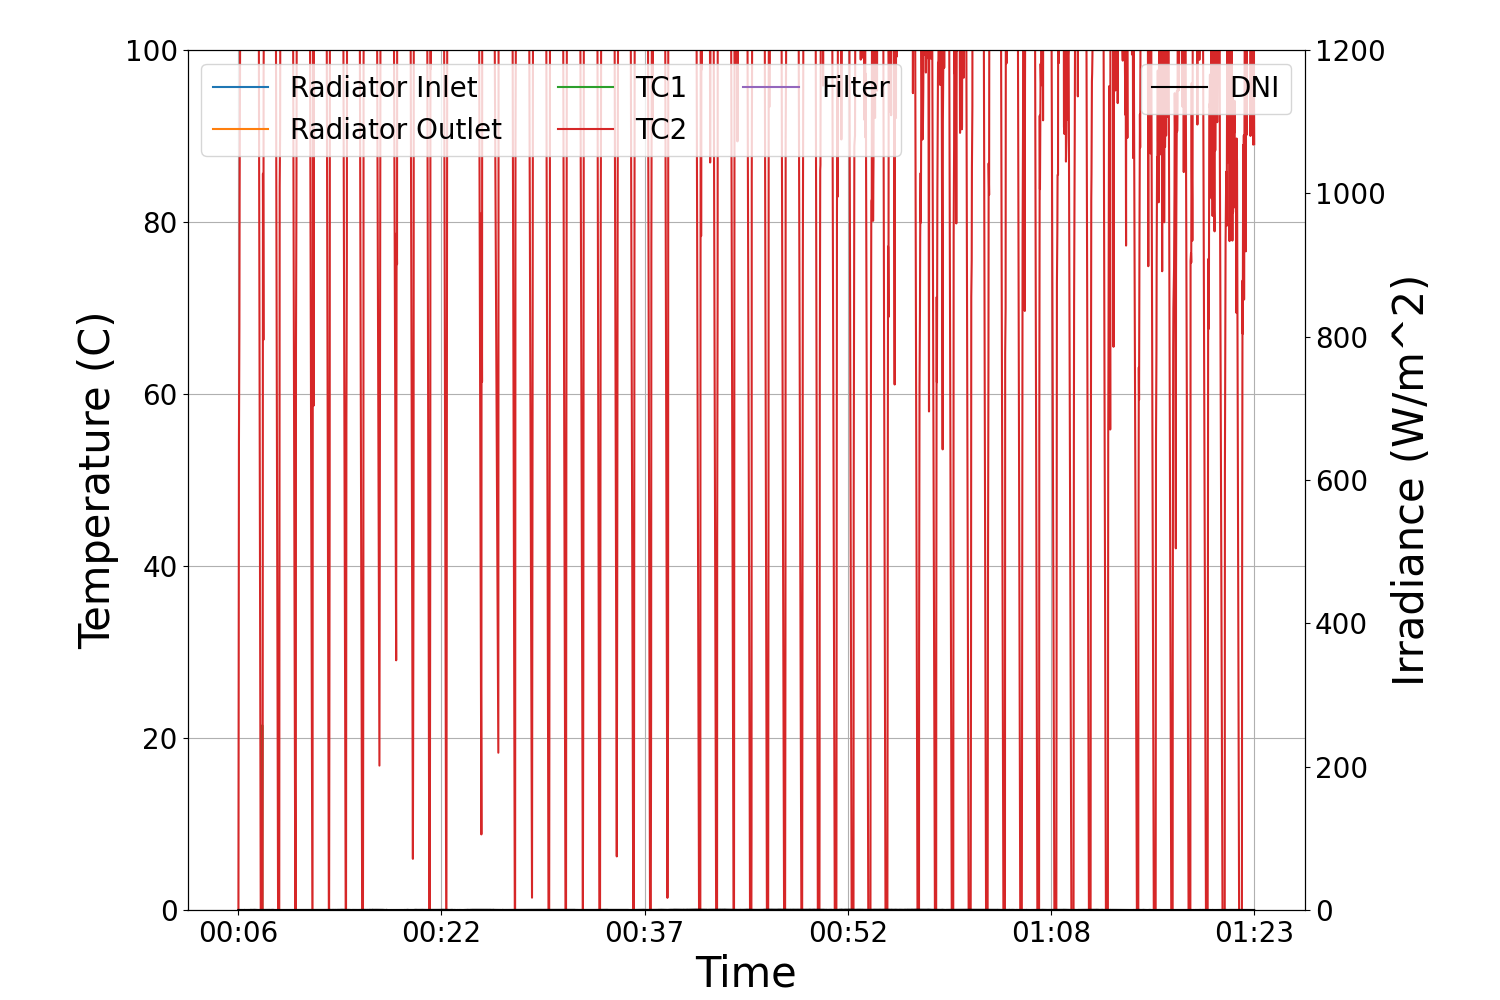 Radiator Inlet
Radiator Outlet
TC1
TC2
Filter
DNI
100
80
60
40
20
0
Temperature (C)
1200
1000
800
600
400
200
0
Irradiance (W/m^2)
00:06 00:22 00:37 00:52 01:08 01:23
Time